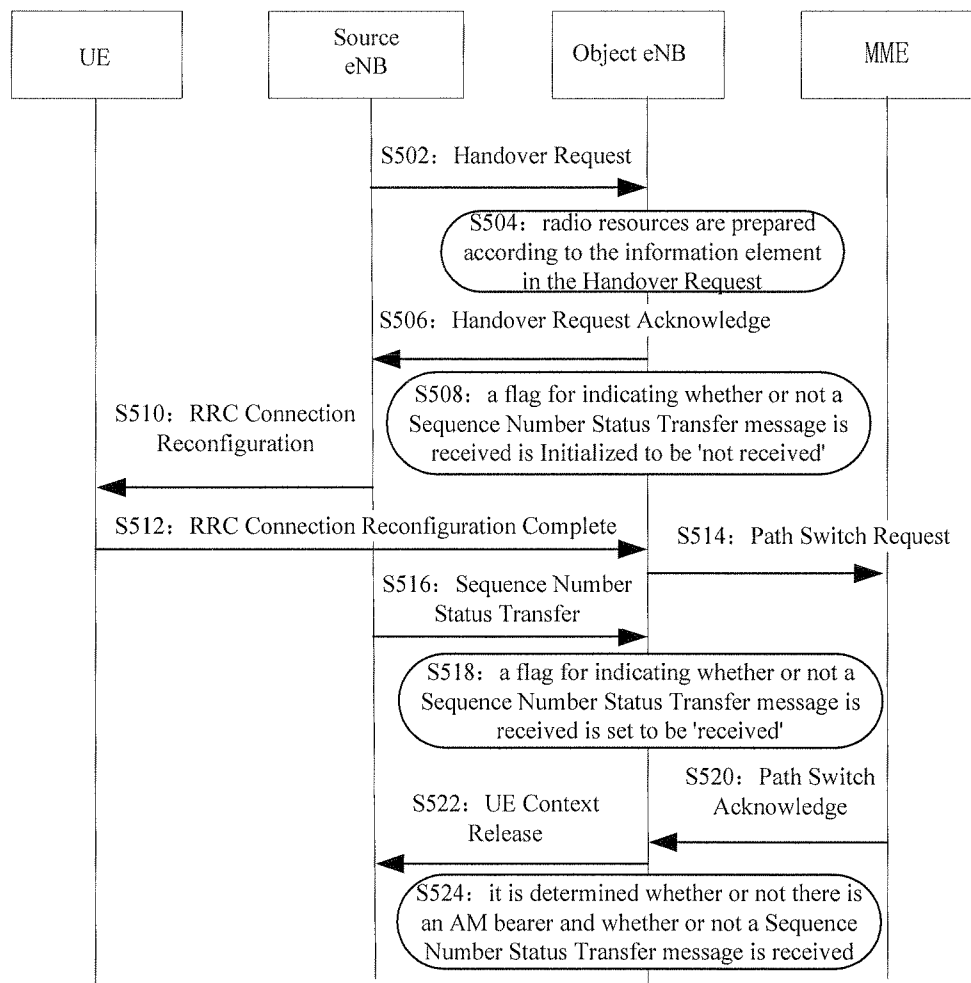 UE
Source
eNB
Object eNB
MME
S502：Handover Request
S504：radio resources are prepared
according to the information element
in the Handover Request
S506：Handover Request Acknowledge
S508：a flag for indicating whether or not a
Sequence Number Status Transfer message is
received is Initialized to be 'not received'
S510：RRC Connection
Reconfiguration
S512：RRC Connection Reconfiguration Complete
S514：Path Switch Request
S516：Sequence Number
Status Transfer
S518：a flag for indicating whether or not a
Sequence Number Status Transfer message is
received is set to be 'received'
S520：Path Switch
Acknowledge
S522：UE Context
Release
S524：it is determined whether or not there is
an AM bearer and whether or not a Sequence
Number Status Transfer message is received